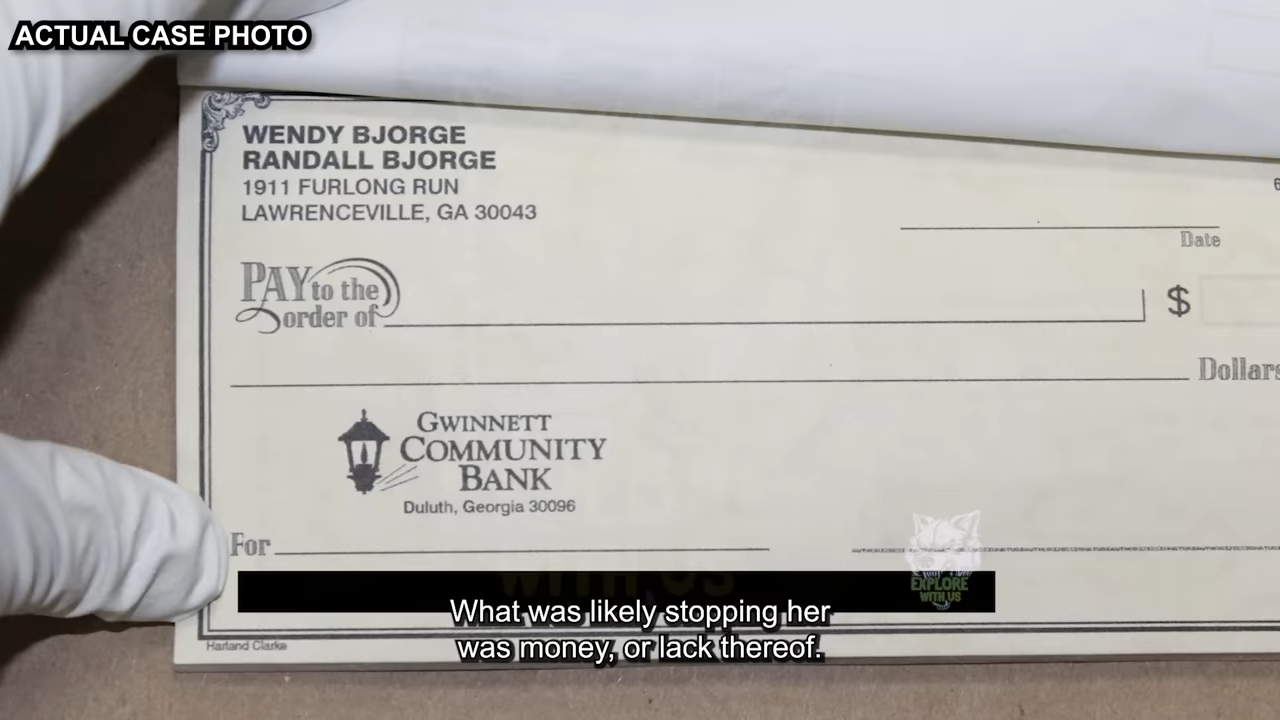 ACTUAL CASE PHOTO
WENDY BJORGE
RANDALL BJORGE
1911 FURLONG RUN
LAWRENCEVILLE, GA 30043
6
Date
PAY to the
order of
$
Dollars
GWINNETT
COMMUNITY
BANK
Duluth, Georgia 30096
For
EXPLORE
WITH US
What was likely stopping her
was money, or lack thereof.
Harland Clarke